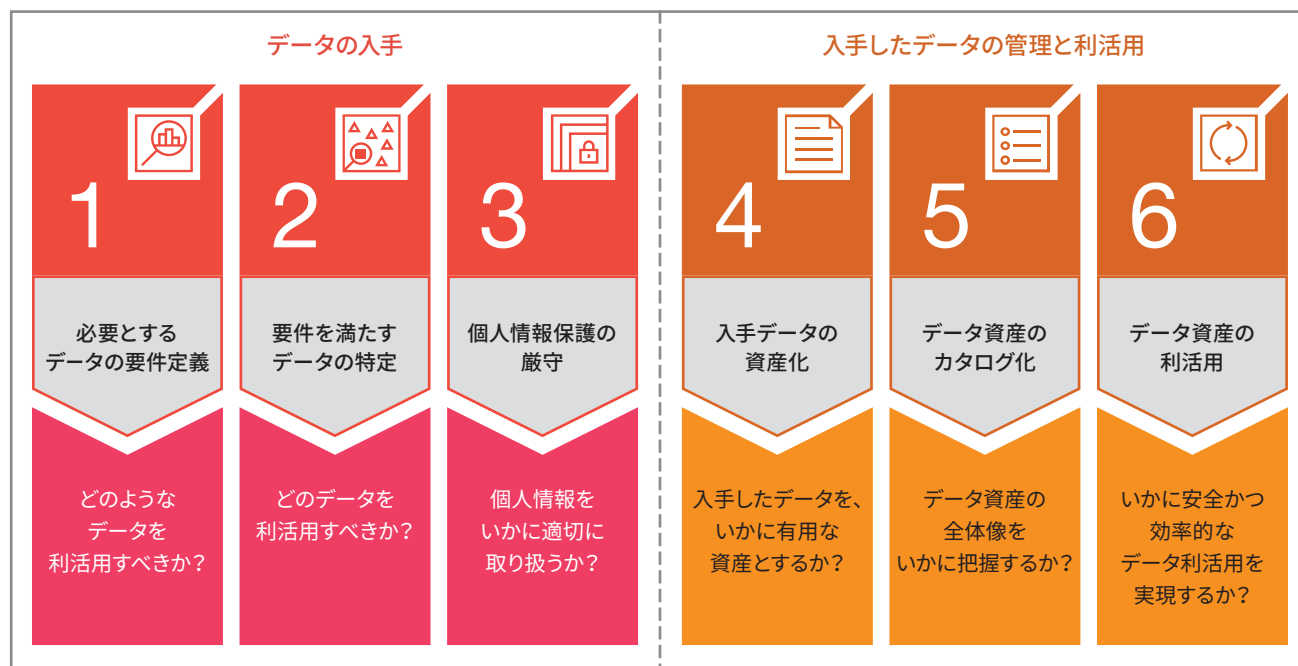 データの入手
1
必要とする
データの要件定義
どのような
データを
利活用すべきか？
2
要件を満たす
データの特定
どのデータを
利活用すべきか？
3
個人情報保護の
厳守
個人情報を
いかに適切に
取り扱うか？
入手したデータの管理と利活用
4
入手データの
資産化
入手したデータを、
いかに有用な
資産とするか？
5
データ資産の
カタログ化
データ資産の
全体像を
いかに把握するか？
6
データ資産の
利活用
いかに安全かつ
効率的な
データ利活用を
実現するか？